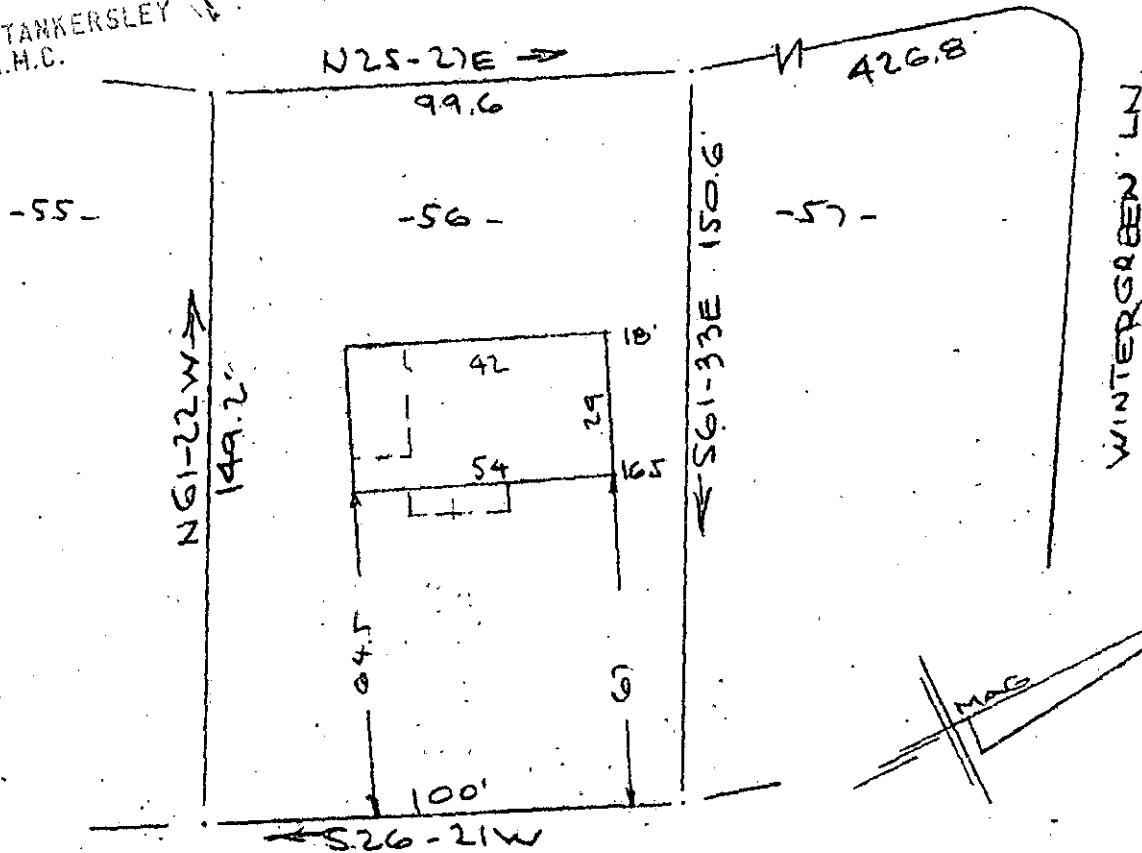 TANKERSLEY
.M.C.
N25-27E
99.6
426.8
WINTERGREEN LN
-55-
-56-
-57-
N61-22W
149.2
S61-33E 150.6
18'
42
29
54
16.5
64.5
100'
S26-21W
MAG